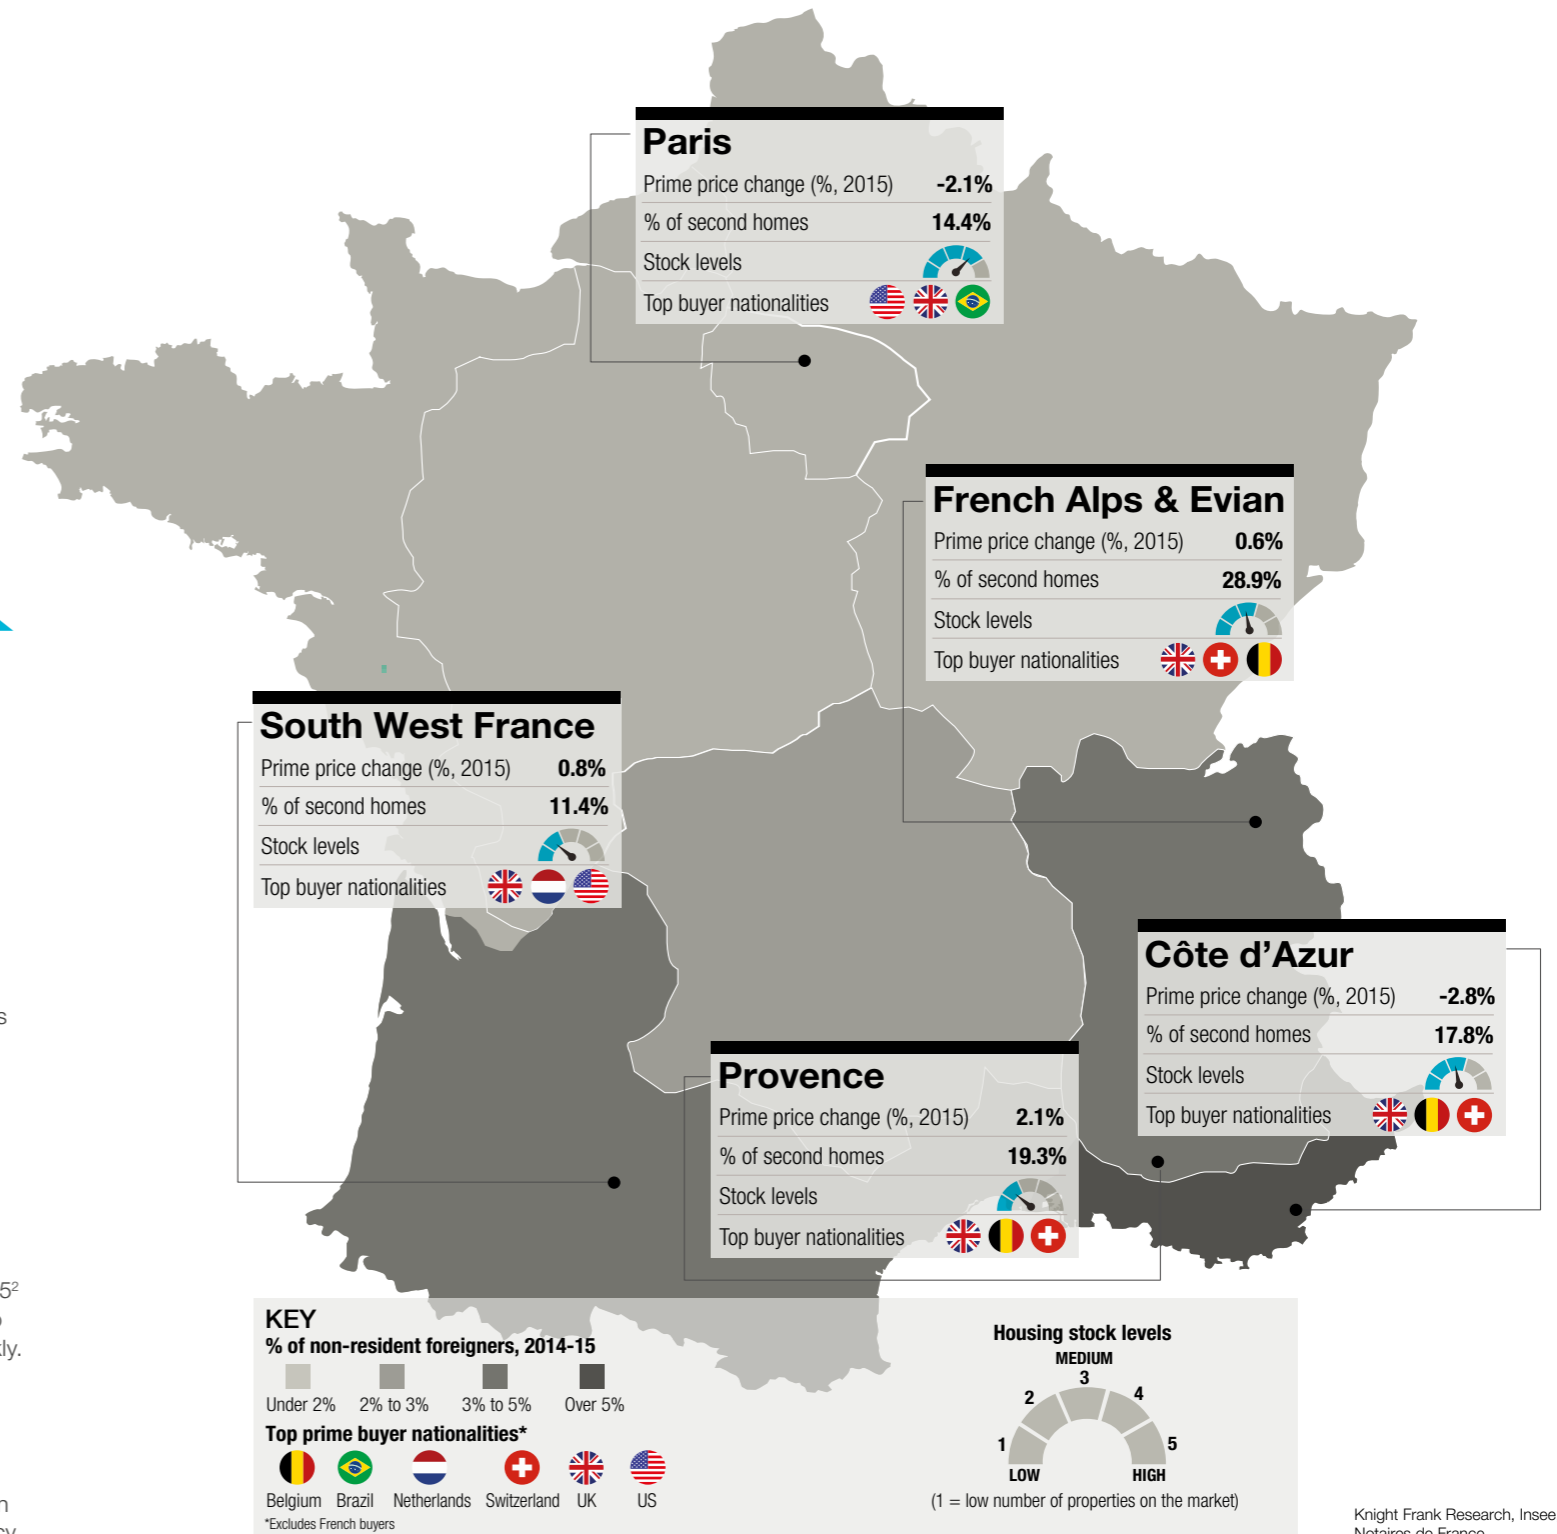 Paris
Prime price change (%, 2015) -2.1%
% of second homes 14.4%
Stock levels
Top buyer nationalities
French Alps & Evian
Prime price change (%, 2015) 0.6%
% of second homes 28.9%
Stock levels
Top buyer nationalities
South West France
Prime price change (%, 2015) 0.8%
% of second homes 11.4%
Stock levels
Top buyer nationalities
Côte d’Azur
Prime price change (%, 2015) -2.8%
% of second homes 17.8%
Stock levels
Top buyer nationalities
Provence
Prime price change (%, 2015) 2.1%
% of second homes 19.3%
Stock levels
Top buyer nationalities
KEY
% of non-resident foreigners, 2014-15
Under 2% 2% to 3% 3% to 5% Over 5%
Top prime buyer nationalities*
Belgium Brazil Netherlands Switzerland UK US
*Excludes French buyers
Housing stock levels
MEDIUM
1 2 3 4 5
LOW HIGH
(1 = low number of properties on the market)
Knight Frank Research, Insee
Notaires de France